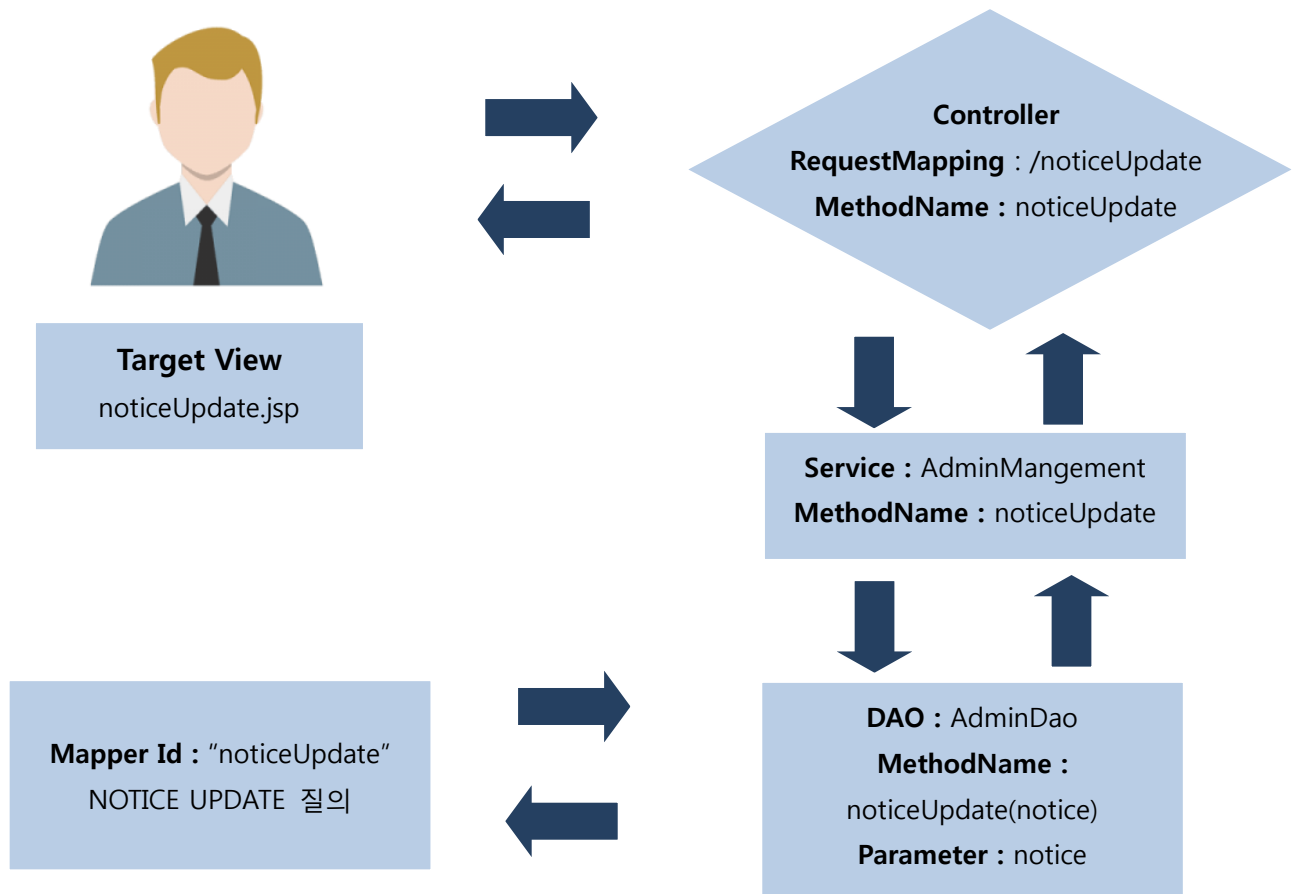 Controller
RequestMapping : /noticeUpdate
MethodName : noticeUpdate
Target View
noticeUpdate.jsp
Service : AdminMangement
MethodName : noticeUpdate
Mapper Id : “noticeUpdate”
NOTICE UPDATE 질의
DAO : AdminDao
MethodName :
noticeUpdate(notice)
Parameter : notice